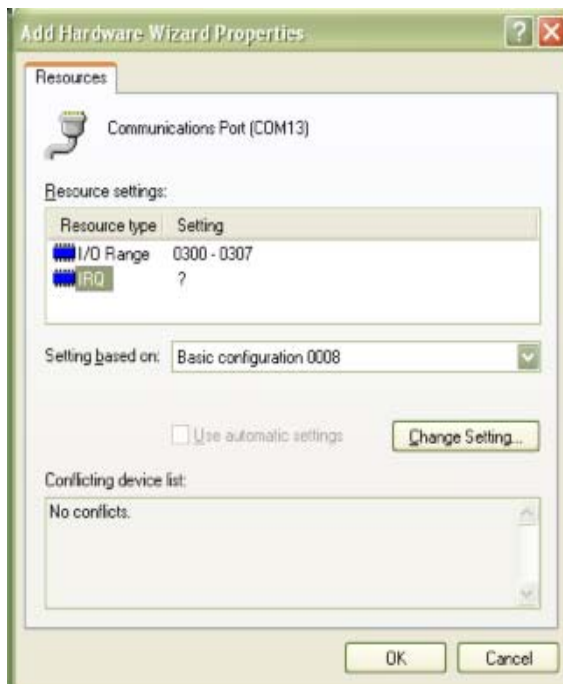 Add Hardware Wizard Properties
Resources
Communications Port (COM13)
Resource settings:
Resource type Setting
I/O Range 0300 - 0307
IRQ ?
Setting based on: Basic configuration 0008
Use automatic settings Change Setting...
Conflicting device list:
No conflicts.
OK Cancel